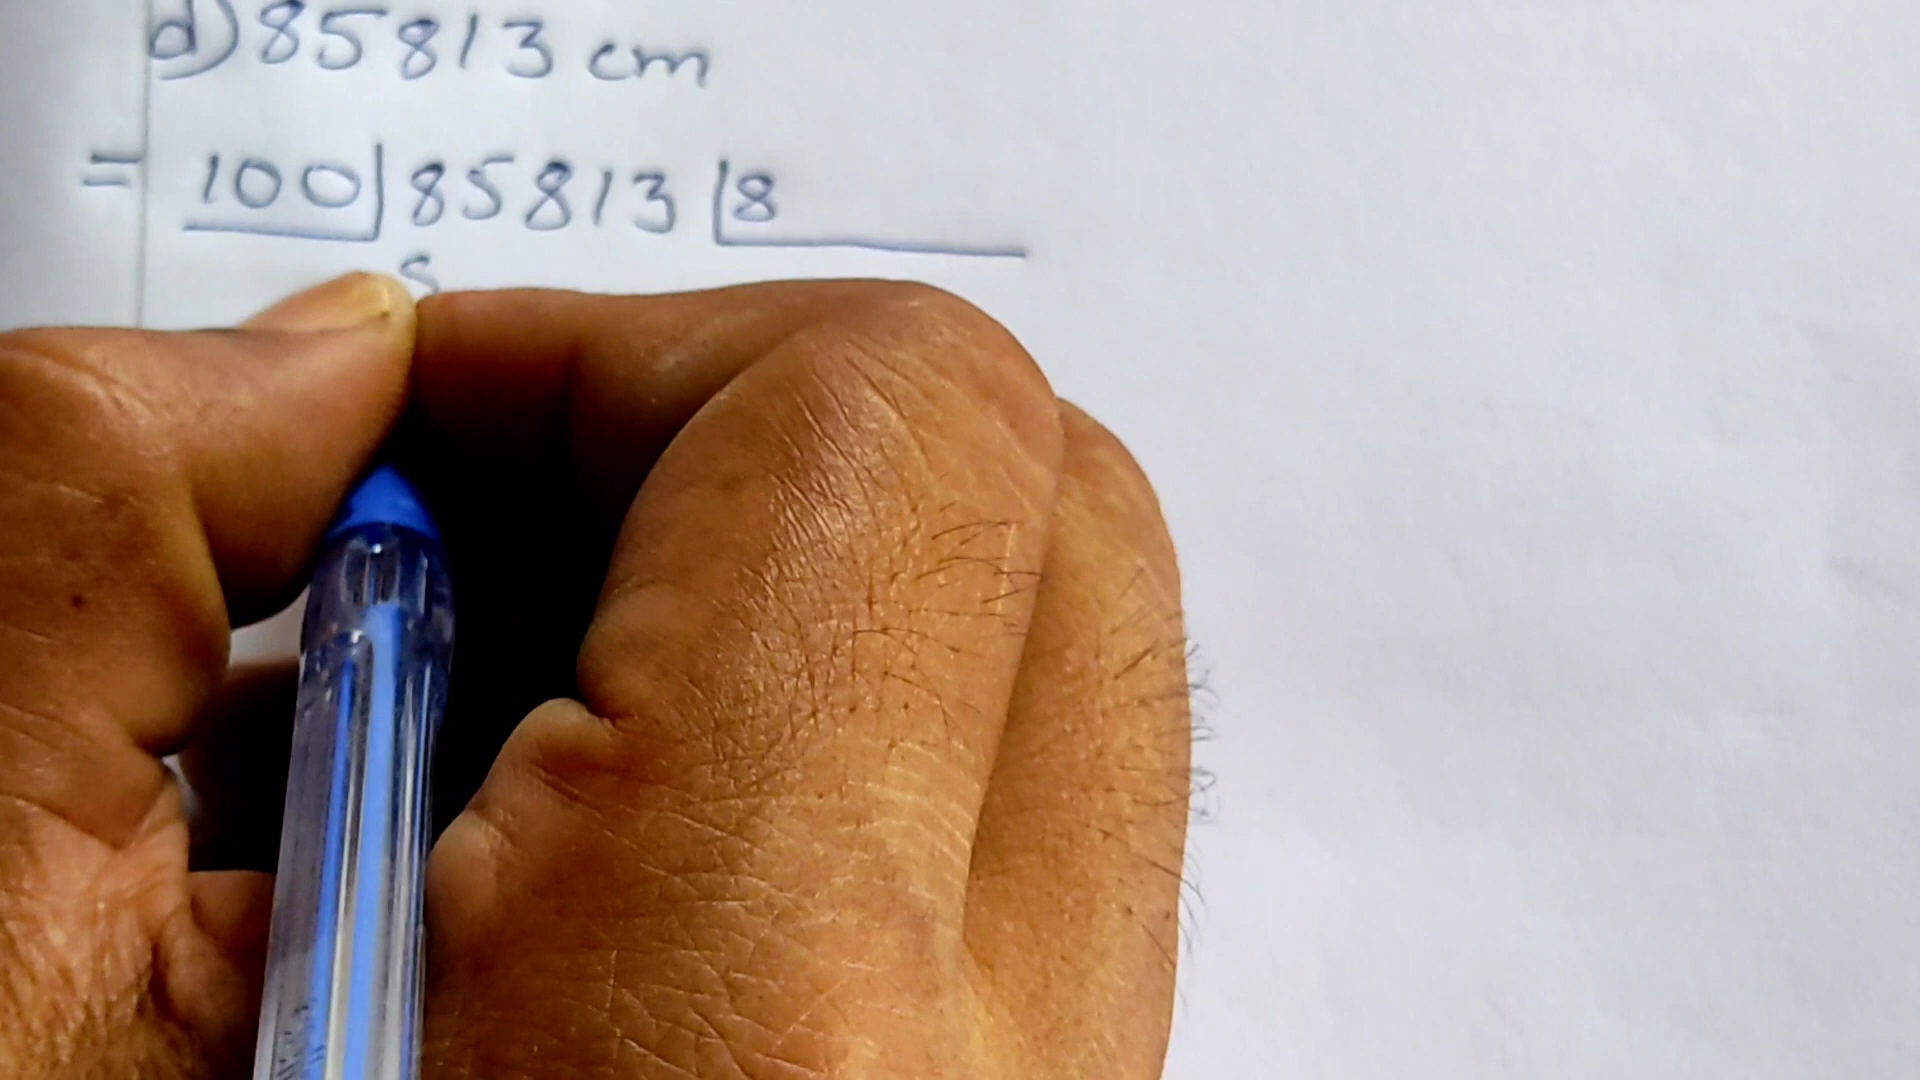 d) 85813 cm
= 100 | 85813 | 8